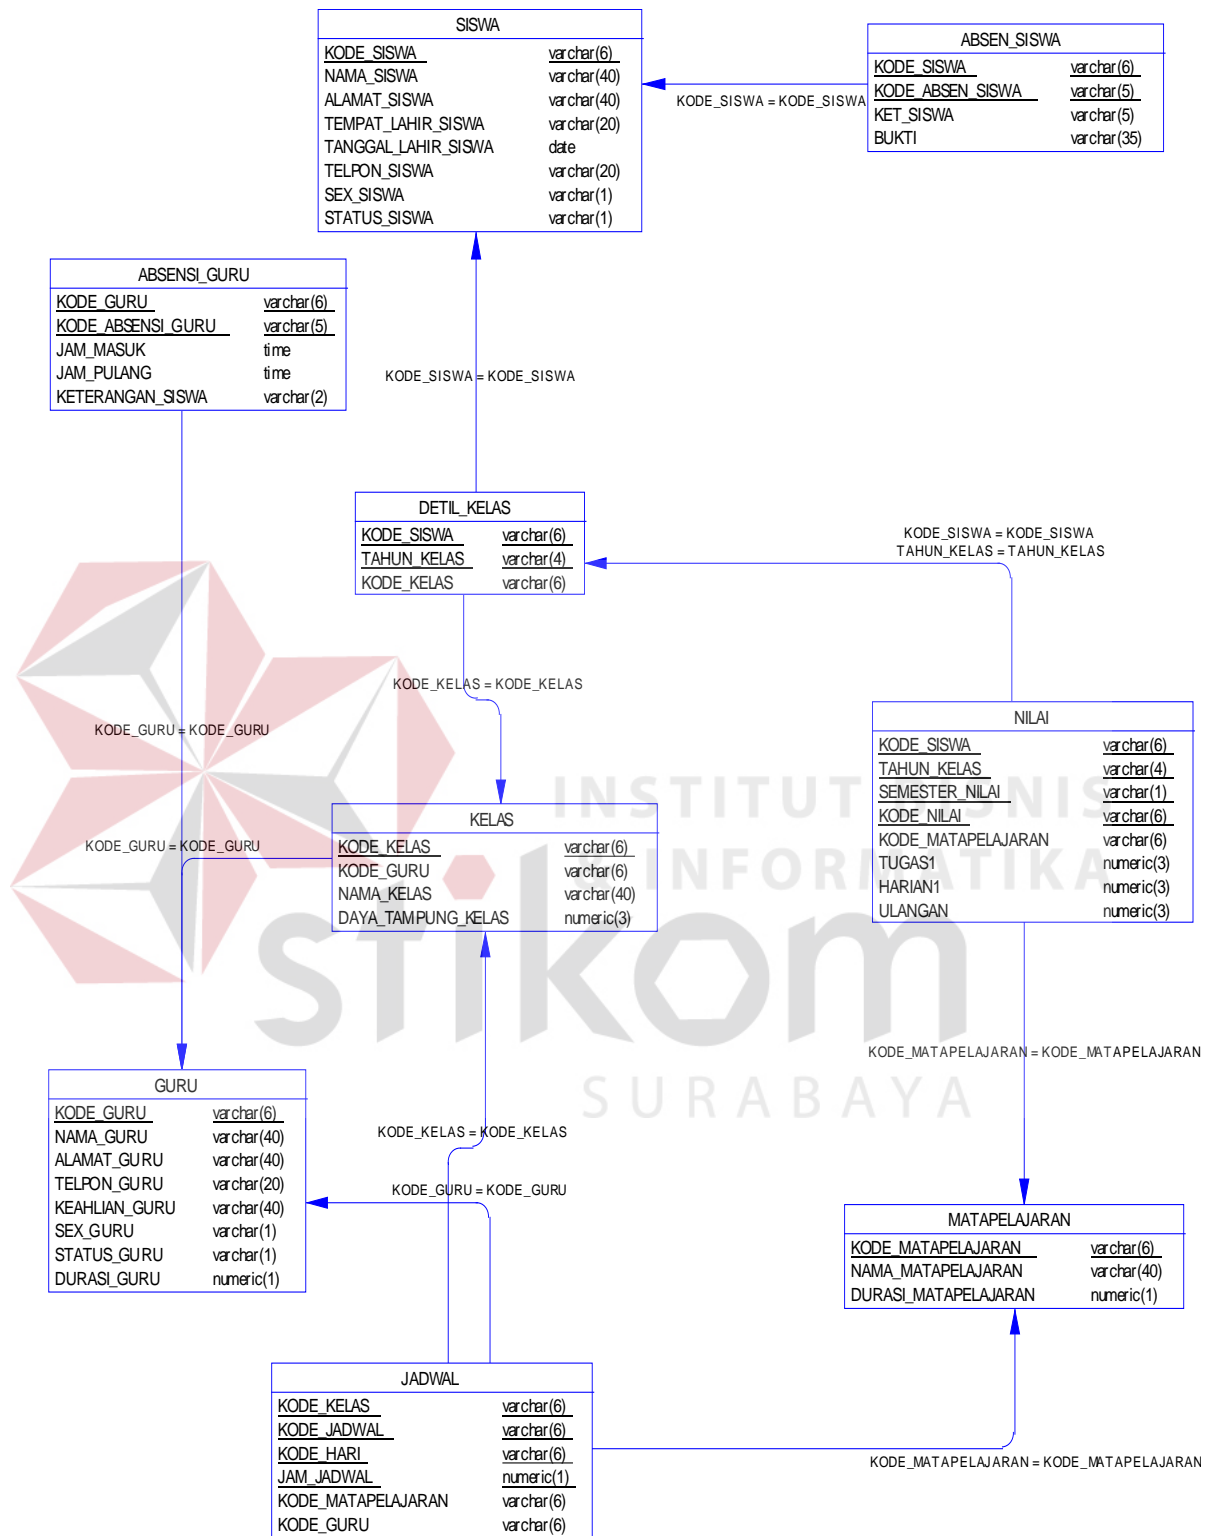 SISWA
KODE_SISWA varchar(6)
NAMA_SISWA varchar(40)
ALAMAT_SISWA varchar(40)
TEMPAT_LAHIR_SISWA varchar(20)
TANGGAL_LAHIR_SISWA date
TELPON_SISWA varchar(20)
SEX_SISWA varchar(1)
STATUS_SISWA varchar(1)
ABSEN_SISWA
KODE_SISWA varchar(6)
KODE_ABSEN_SISWA varchar(5)
KET_SISWA varchar(5)
BUKTI varchar(35)
KODE_SISWA = KODE_SISWA
ABSENSI_GURU
KODE_GURU varchar(6)
KODE_ABSENSI_GURU varchar(5)
JAM_MASUK time
JAM_PULANG time
KETERANGAN_SISWA varchar(2)
KODE_SISWA = KODE_SISWA
DETIL_KELAS
KODE_SISWA varchar(6)
TAHUN_KELAS varchar(4)
KODE_KELAS varchar(6)
KODE_SISWA = KODE_SISWA
TAHUN_KELAS = TAHUN_KELAS
KODE_KELAS = KODE_KELAS
KODE_GURU = KODE_GURU
NILAI
KODE_SISWA varchar(6)
TAHUN_KELAS varchar(4)
SEMESTER_NILAI varchar(1)
KODE_NILAI varchar(6)
KODE_MATAPELAJARAN varchar(6)
TUGAS1 numeric(3)
HARIAN1 numeric(3)
ULANGAN numeric(3)
INSTITUT BISNIS
& INFORMATIKA
stikom
SURABAYA
KELAS
KODE_KELAS varchar(6)
KODE_GURU varchar(6)
NAMA_KELAS varchar(40)
DAYA_TAMPUNG_KELAS numeric(3)
KODE_GURU = KODE_GURU
KODE_MATAPELAJARAN = KODE_MATAPELAJARAN
GURU
KODE_GURU varchar(6)
NAMA_GURU varchar(40)
ALAMAT_GURU varchar(40)
TELPON_GURU varchar(20)
KEAHLIAN_GURU varchar(40)
SEX_GURU varchar(1)
STATUS_GURU varchar(1)
DURASI_GURU numeric(1)
KODE_KELAS = KODE_KELAS
KODE_GURU = KODE_GURU
MATAPELAJARAN
KODE_MATAPELAJARAN varchar(6)
NAMA_MATAPELAJARAN varchar(40)
DURASI_MATAPELAJARAN numeric(1)
JADWAL
KODE_KELAS varchar(6)
KODE_JADWAL varchar(6)
KODE_HARI varchar(6)
JAM_JADWAL numeric(1)
KODE_MATAPELAJARAN varchar(6)
KODE_GURU varchar(6)
KODE_MATAPELAJARAN = KODE_MATAPELAJARAN